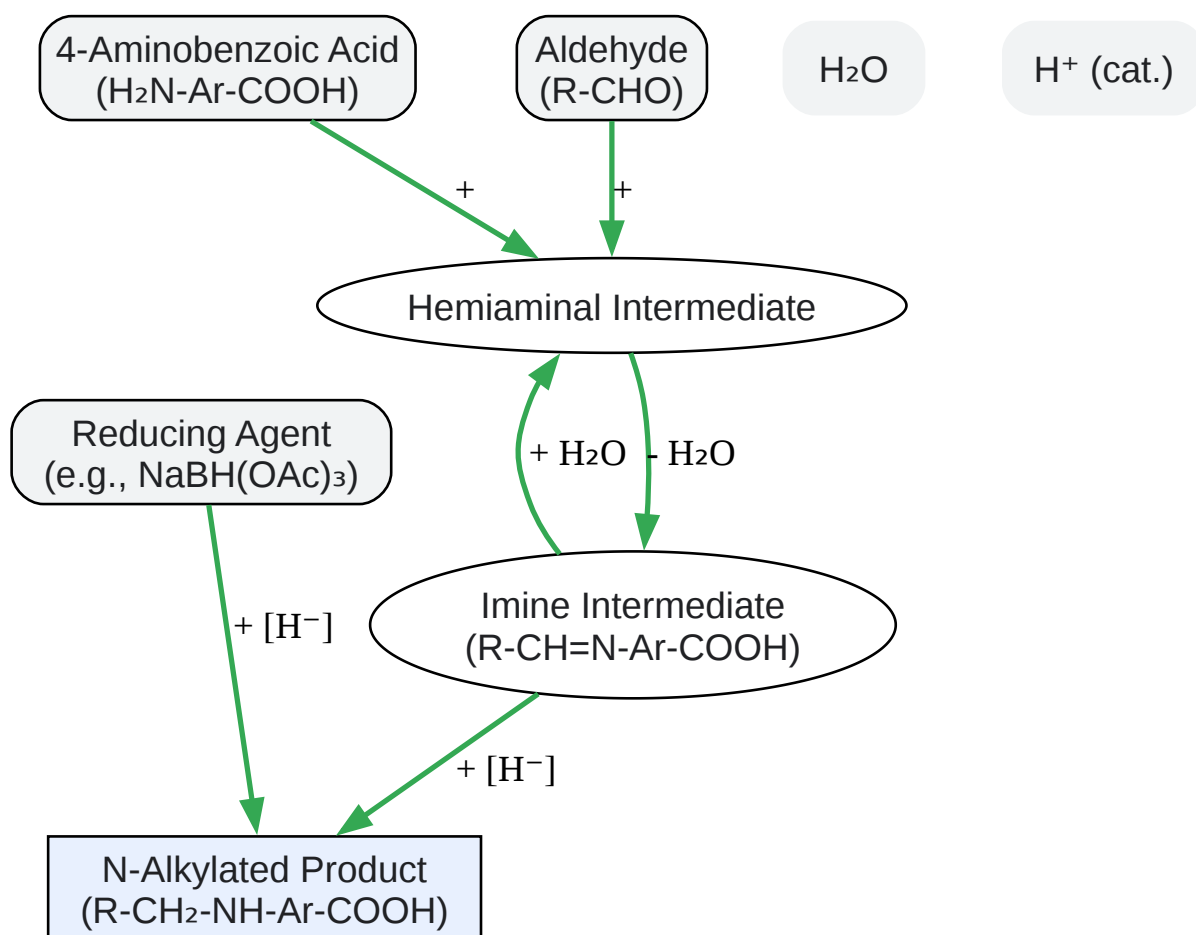 4-Aminobenzoic Acid
(H₂N-Ar-COOH)
Aldehyde
(R-CHO)
H₂O
H⁺ (cat.)
+
+
Hemiaminal Intermediate
Reducing Agent
(e.g., NaBH(OAc)₃)
+ H₂O
- H₂O
Imine Intermediate
(R-CH=N-Ar-COOH)
+ [H⁻]
+ [H⁻]
N-Alkylated Product
(R-CH₂-NH-Ar-COOH)